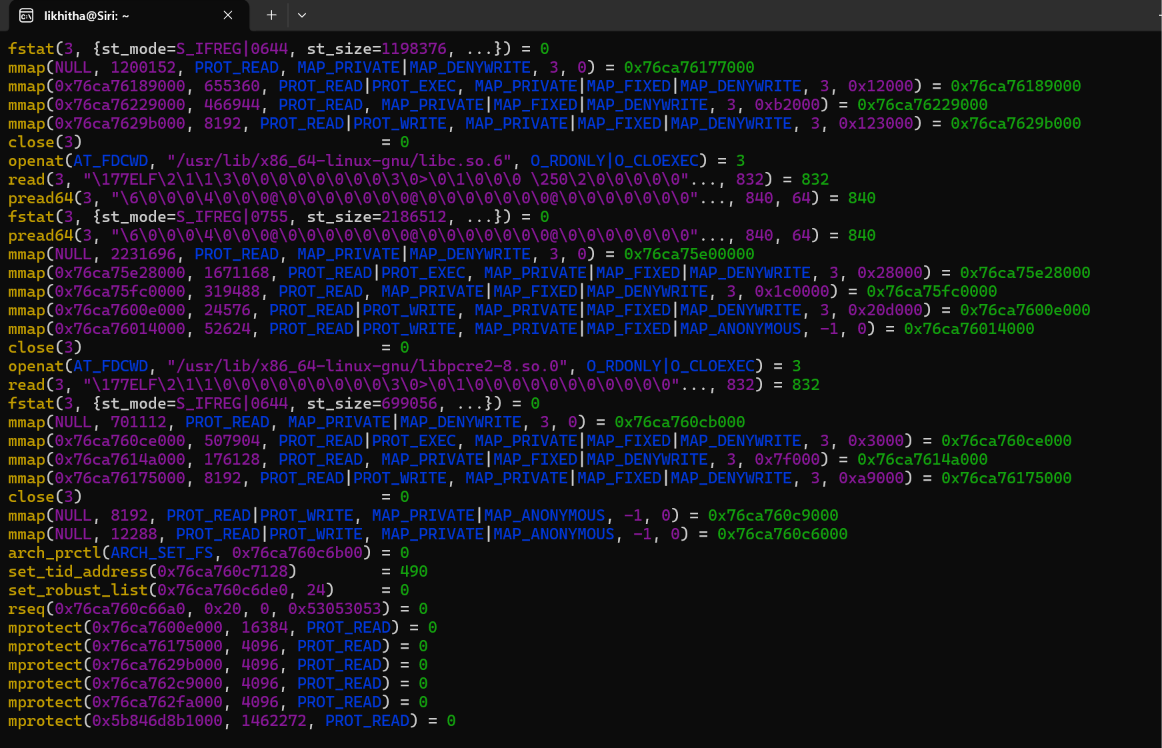 likhitha@Siri: ~
fstat(3, {st_mode=S_IFREG|0644, st_size=1198376, ...}) = 0
mmap(NULL, 1200152, PROT_READ, MAP_PRIVATE|MAP_DENYWRITE, 3, 0) = 0x76ca76177000
mmap(0x76ca76189000, 655360, PROT_READ|PROT_EXEC, MAP_PRIVATE|MAP_FIXED|MAP_DENYWRITE, 3, 0x12000) = 0x76ca76189000
mmap(0x76ca76229000, 466944, PROT_READ, MAP_PRIVATE|MAP_FIXED|MAP_DENYWRITE, 3, 0xb2000) = 0x76ca76229000
mmap(0x76ca7629b000, 8192, PROT_READ|PROT_WRITE, MAP_PRIVATE|MAP_FIXED|MAP_DENYWRITE, 3, 0x123000) = 0x76ca7629b000
close(3)                                = 0
openat(AT_FDCWD, "/usr/lib/x86_64-linux-gnu/libc.so.6", O_RDONLY|O_CLOEXEC) = 3
read(3, "\177ELF\2\1\1\3\0\0\0\0\0\0\0\0\3\0>\0\1\0\0\0 \250\2\0\0\0\0\0"..., 832) = 832
pread64(3, "\6\0\0\0\4\0\0\0@\0\0\0\0\0\0\0@\0\0\0\0\0\0\0@\0\0\0\0\0\0\0"..., 840, 64) = 840
fstat(3, {st_mode=S_IFREG|0755, st_size=2186512, ...}) = 0
pread64(3, "\6\0\0\0\4\0\0\0@\0\0\0\0\0\0\0@\0\0\0\0\0\0\0@\0\0\0\0\0\0\0"..., 840, 64) = 840
mmap(NULL, 2231696, PROT_READ, MAP_PRIVATE|MAP_DENYWRITE, 3, 0) = 0x76ca75e00000
mmap(0x76ca75e28000, 1671168, PROT_READ|PROT_EXEC, MAP_PRIVATE|MAP_FIXED|MAP_DENYWRITE, 3, 0x28000) = 0x76ca75e28000
mmap(0x76ca75fc0000, 319488, PROT_READ, MAP_PRIVATE|MAP_FIXED|MAP_DENYWRITE, 3, 0x1c0000) = 0x76ca75fc0000
mmap(0x76ca7600e000, 24576, PROT_READ|PROT_WRITE, MAP_PRIVATE|MAP_FIXED|MAP_DENYWRITE, 3, 0x20d000) = 0x76ca7600e000
mmap(0x76ca76014000, 52624, PROT_READ|PROT_WRITE, MAP_PRIVATE|MAP_FIXED|MAP_ANONYMOUS, -1, 0) = 0x76ca76014000
close(3)                                = 0
openat(AT_FDCWD, "/usr/lib/x86_64-linux-gnu/libpcre2-8.so.0", O_RDONLY|O_CLOEXEC) = 3
read(3, "\177ELF\2\1\1\0\0\0\0\0\0\0\0\0\3\0>\0\1\0\0\0\0\0\0\0\0\0\0\0"..., 832) = 832
fstat(3, {st_mode=S_IFREG|0644, st_size=699056, ...}) = 0
mmap(NULL, 701112, PROT_READ, MAP_PRIVATE|MAP_DENYWRITE, 3, 0) = 0x76ca760cb000
mmap(0x76ca760ce000, 507904, PROT_READ|PROT_EXEC, MAP_PRIVATE|MAP_FIXED|MAP_DENYWRITE, 3, 0x3000) = 0x76ca760ce000
mmap(0x76ca7614a000, 176128, PROT_READ, MAP_PRIVATE|MAP_FIXED|MAP_DENYWRITE, 3, 0x7f000) = 0x76ca7614a000
mmap(0x76ca76175000, 8192, PROT_READ|PROT_WRITE, MAP_PRIVATE|MAP_FIXED|MAP_DENYWRITE, 3, 0xa9000) = 0x76ca76175000
close(3)                                = 0
mmap(NULL, 8192, PROT_READ|PROT_WRITE, MAP_PRIVATE|MAP_ANONYMOUS, -1, 0) = 0x76ca760c9000
mmap(NULL, 12288, PROT_READ|PROT_WRITE, MAP_PRIVATE|MAP_ANONYMOUS, -1, 0) = 0x76ca760c6000
arch_prctl(ARCH_SET_FS, 0x76ca760c6b00) = 0
set_tid_address(0x76ca760c7128)         = 490
set_robust_list(0x76ca760c6de0, 24)     = 0
rseq(0x76ca760c66a0, 0x20, 0, 0x53053053) = 0
mprotect(0x76ca7600e000, 16384, PROT_READ) = 0
mprotect(0x76ca76175000, 4096, PROT_READ) = 0
mprotect(0x76ca7629b000, 4096, PROT_READ) = 0
mprotect(0x76ca762c9000, 4096, PROT_READ) = 0
mprotect(0x76ca762fa000, 4096, PROT_READ) = 0
mprotect(0x5b846d8b1000, 1462272, PROT_READ) = 0